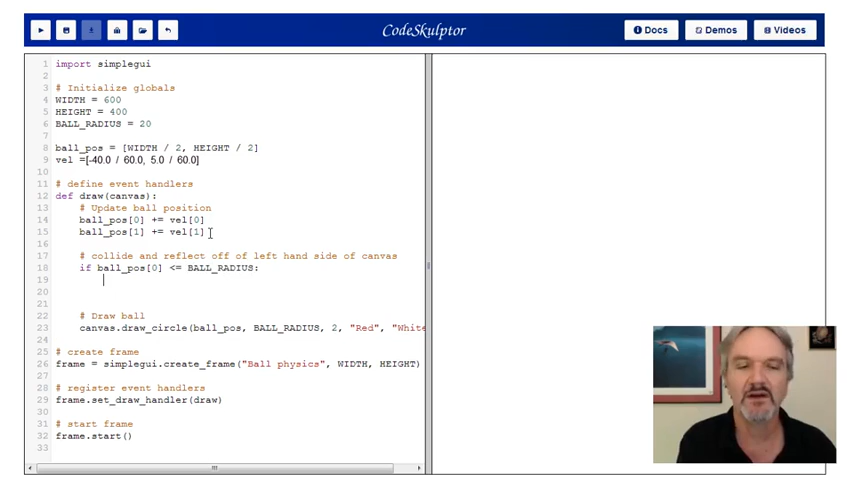 CodeSkulptor
Docs
Demos
Videos
1 import simplegui
2
3 # Initialize globals
4 WIDTH = 600
5 HEIGHT = 400
6 BALL_RADIUS = 20
7
8 ball_pos = [WIDTH / 2, HEIGHT / 2]
9 vel =[-40.0 / 60.0, 5.0 / 60.0]
10
11 # define event handlers
12 def draw(canvas):
13 # Update ball position
14 ball_pos[0] += vel[0]
15 ball_pos[1] += vel[1]
16
17 # collide and reflect off of left hand side of canvas
18 if ball_pos[0] <= BALL_RADIUS:
19
20
21
22 # Draw ball
23 canvas.draw_circle(ball_pos, BALL_RADIUS, 2, "Red", "White
24
25 # create frame
26 frame = simplegui.create_frame("Ball physics", WIDTH, HEIGHT)
27
28 # register event handlers
29 frame.set_draw_handler(draw)
30
31 # start frame
32 frame.start()
33